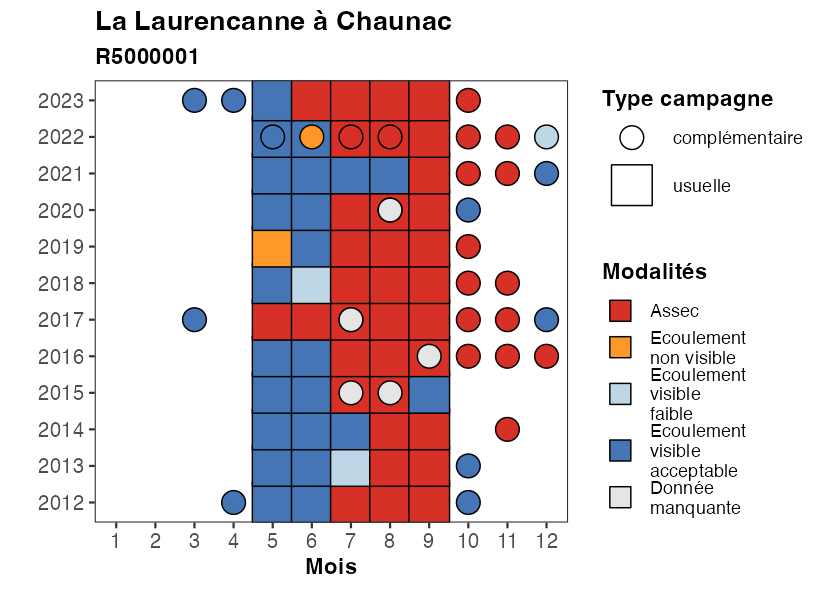 La Laurencanne à Chaunac
R5000001
2023
2022
2021
2020
2019
2018
2017
2016
2015
2014
2013
2012
1 2 3 4 5 6 7 8 9 10 11 12
Mois
Type campagne
complémentaire
usuelle
Modalités
Assec
Ecoulement
non visible
Ecoulement
visible
faible
Ecoulement
visible
acceptable
Donnée
manquante